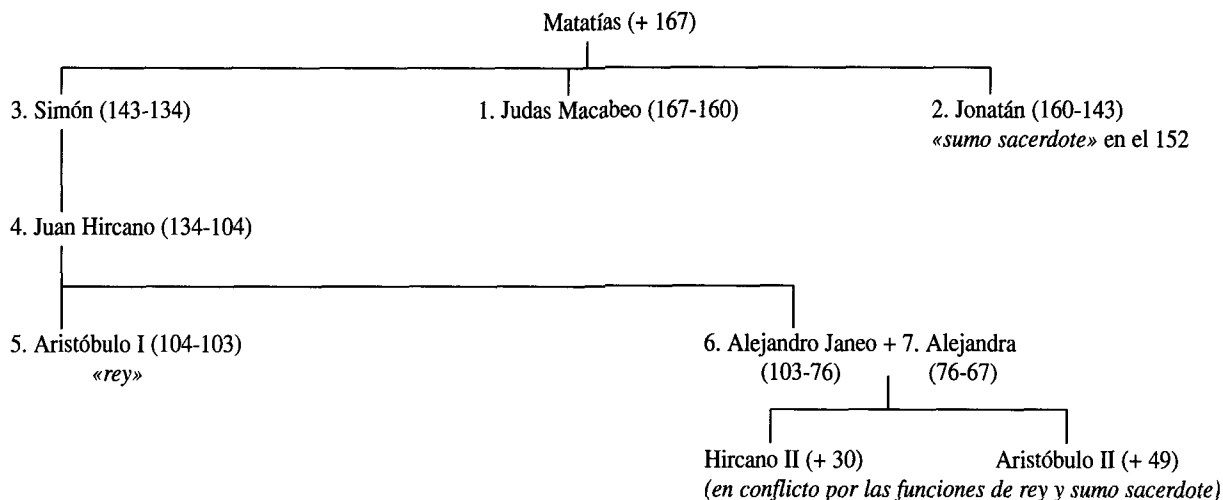 Matatías (+ 167)
3. Simón (143-134)
1. Judas Macabeo (167-160)
2. Jonatán (160-143)
«sumo sacerdote» en el 152
4. Juan Hircano (134-104)
5. Aristóbulo I (104-103)
«rey»
6. Alejandro Janeo + 7. Alejandra
(103-76) (76-67)
Hircano II (+ 30) Aristóbulo II (+ 49)
(en conflicto por las funciones de rey y sumo sacerdote)